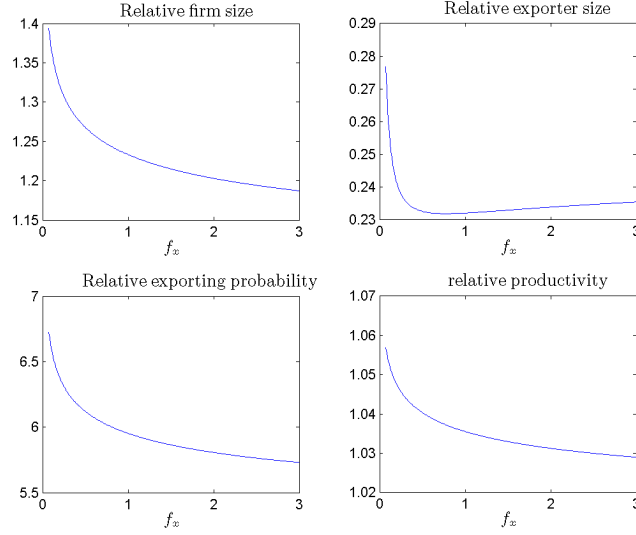 Relative firm size
1.4
1.35
1.3
1.25
1.2
1.15
0 1 2 3
f_x
Relative exporter size
0.29
0.28
0.27
0.26
0.25
0.24
0.23
0 1 2 3
f_x
Relative exporting probability
7
6.5
6
5.5
0 1 2 3
f_x
relative productivity
1.07
1.06
1.05
1.04
1.03
1.02
0 1 2 3
f_x